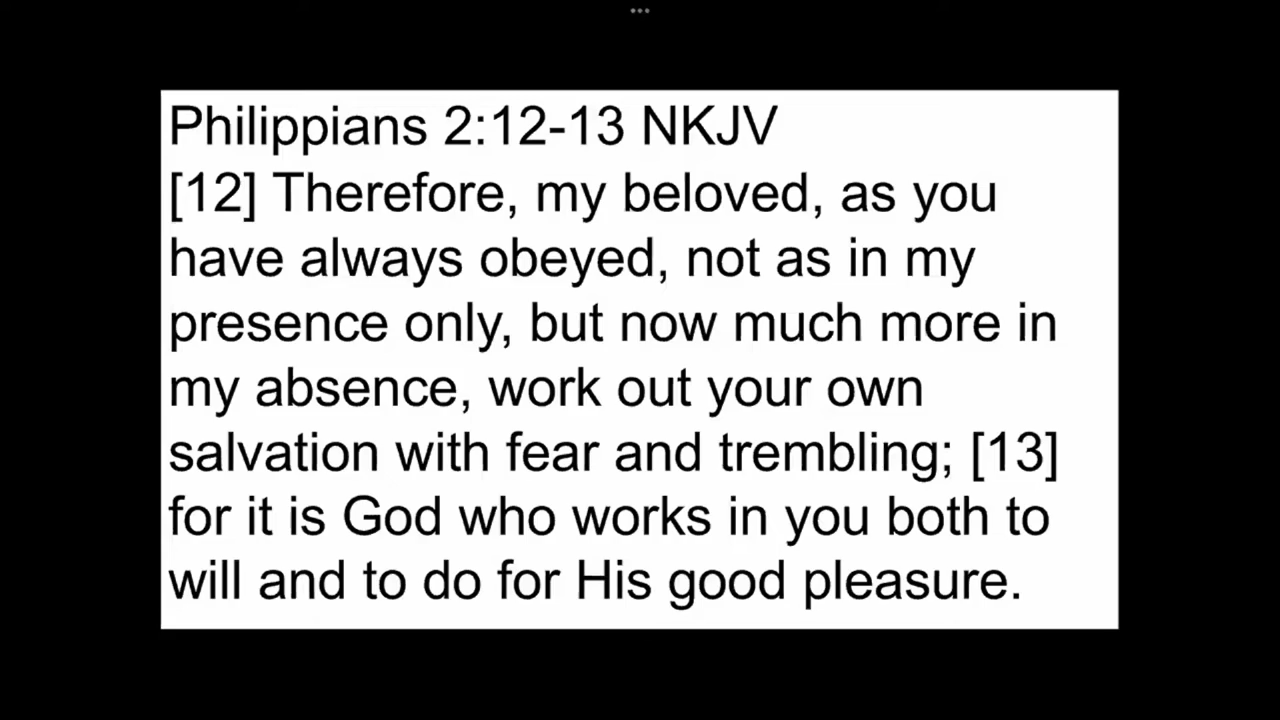 Philippians 2:12-13 NKJV
[12] Therefore, my beloved, as you
have always obeyed, not as in my
presence only, but now much more in
my absence, work out your own
salvation with fear and trembling; [13]
for it is God who works in you both to
will and to do for His good pleasure.